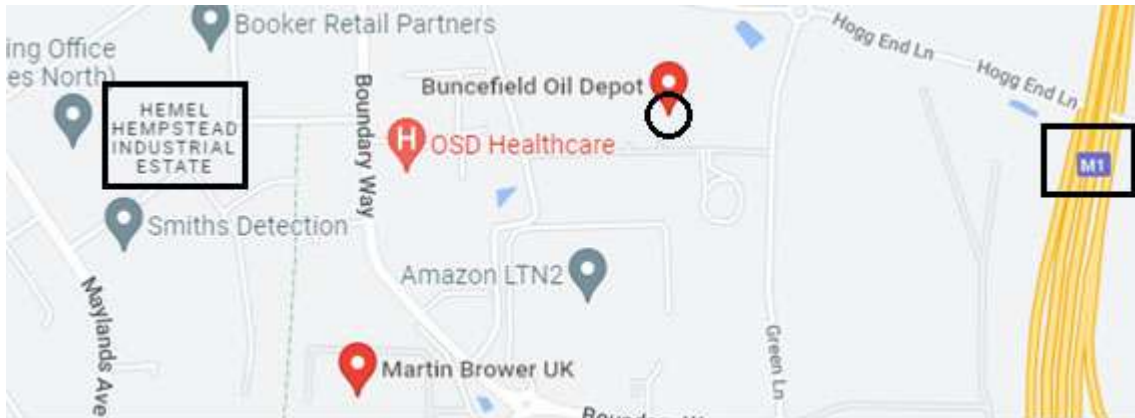 Booker Retail Partners
ing Office
es North)
HEMEL
HEMPSTEAD
INDUSTRIAL
ESTATE
Boundary Way
Buncefield Oil Depot
H
OSD Healthcare
Hogg End Ln
Hogg End Ln
M1
Smiths Detection
Amazon LTN2
Maylands Ave
Martin Brower UK
Green Ln